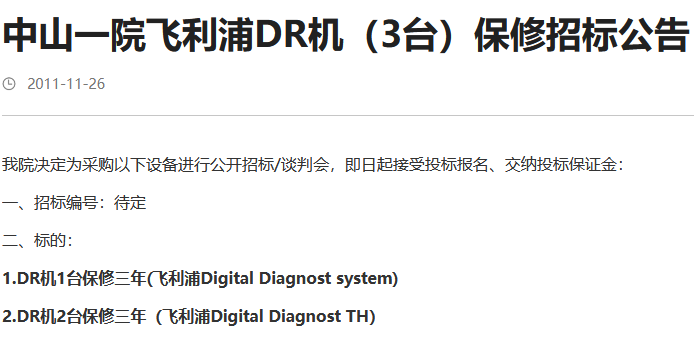 中山一院飞利浦DR机（3台）保修招标公告
2011-11-26
我院决定为采购以下设备进行公开招标/谈判会，即日起接受投标报名、交纳投标保证金：
一、招标编号：待定
二、标的：
1.DR机1台保修三年(飞利浦Digital Diagnost system)
2.DR机2台保修三年（飞利浦Digital Diagnost TH）